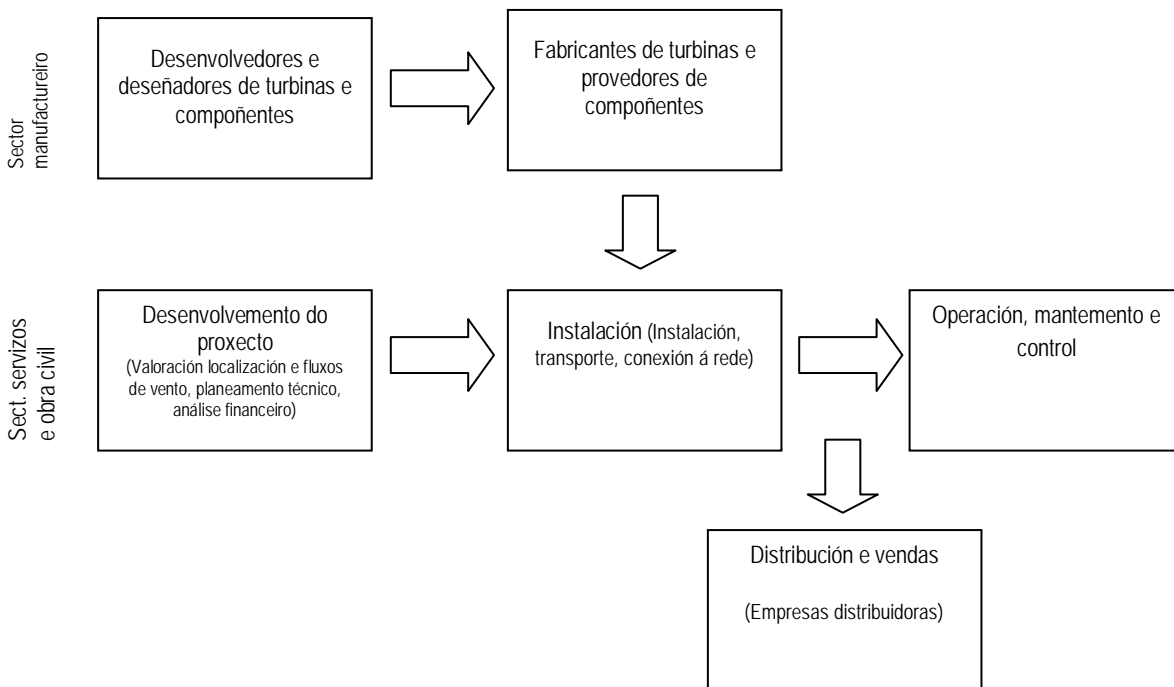 Sector
manufactureiro
Desenvolvedores e
deseñadores de turbinas e
compoñentes
Fabricantes de turbinas e
provedores de
compoñentes
Sect. servizos
e obra civil
Desenvolvemento do
proxecto
(Valoración localización e fluxos
de vento, planeamento técnico,
análise financeiro)
Instalación (Instalación,
transporte, conexión á rede)
Operación, mantemento e
control
Distribución e vendas
(Empresas distribuidoras)